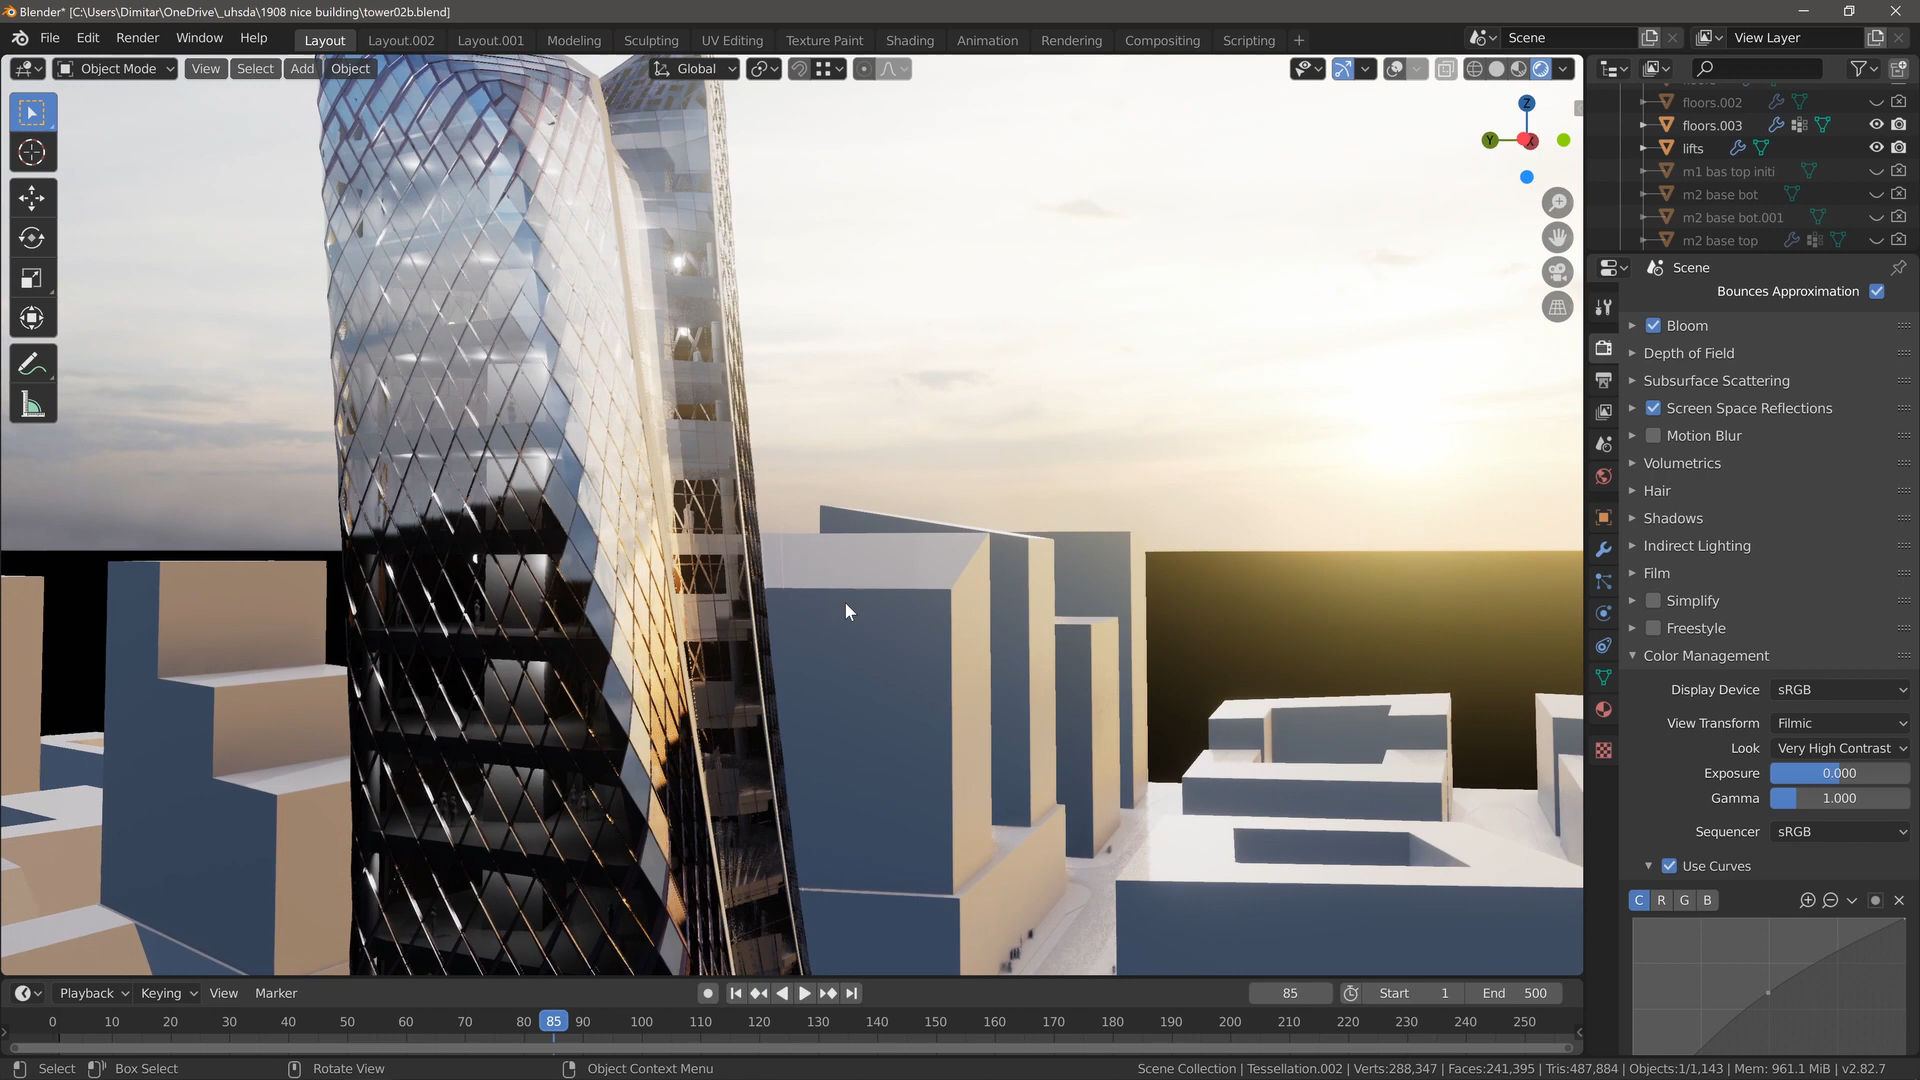 Blender* [C:\Users\Dimitar\OneDrive\_uhsda\1908 nice building\tower02b.blend]
File Edit Render Window Help
Layout Layout.002 Layout.001 Modeling Sculpting UV Editing Texture Paint Shading Animation Rendering Compositing Scripting +
Scene
View Layer
Object Mode View Select Add Object
Global
Z
Y
X
floors.002
floors.003
lifts
m1 bas top initi
m2 base bot
m2 base bot.001
m2 base top
Scene
Bounces Approximation
Bloom
Depth of Field
Subsurface Scattering
Screen Space Reflections
Motion Blur
Volumetrics
Hair
Shadows
Indirect Lighting
Film
Simplify
Freestyle
Color Management
Display Device sRGB
View Transform Filmic
Look Very High Contrast
Exposure 0.000
Gamma 1.000
Sequencer sRGB
Use Curves
C R G B
Playback Keying View Marker
85 Start 1 End 500
0 10 20 30 40 50 60 70 80 85 90 100 110 120 130 140 150 160 170 180 190 200 210 220 230 240 250
Select Box Select Rotate View Object Context Menu
Scene Collection | Tessellation.002 | Verts:288,347 | Faces:241,395 | Tris:487,884 | Objects:1/1,143 | Mem: 961.1 MiB | v2.82.7